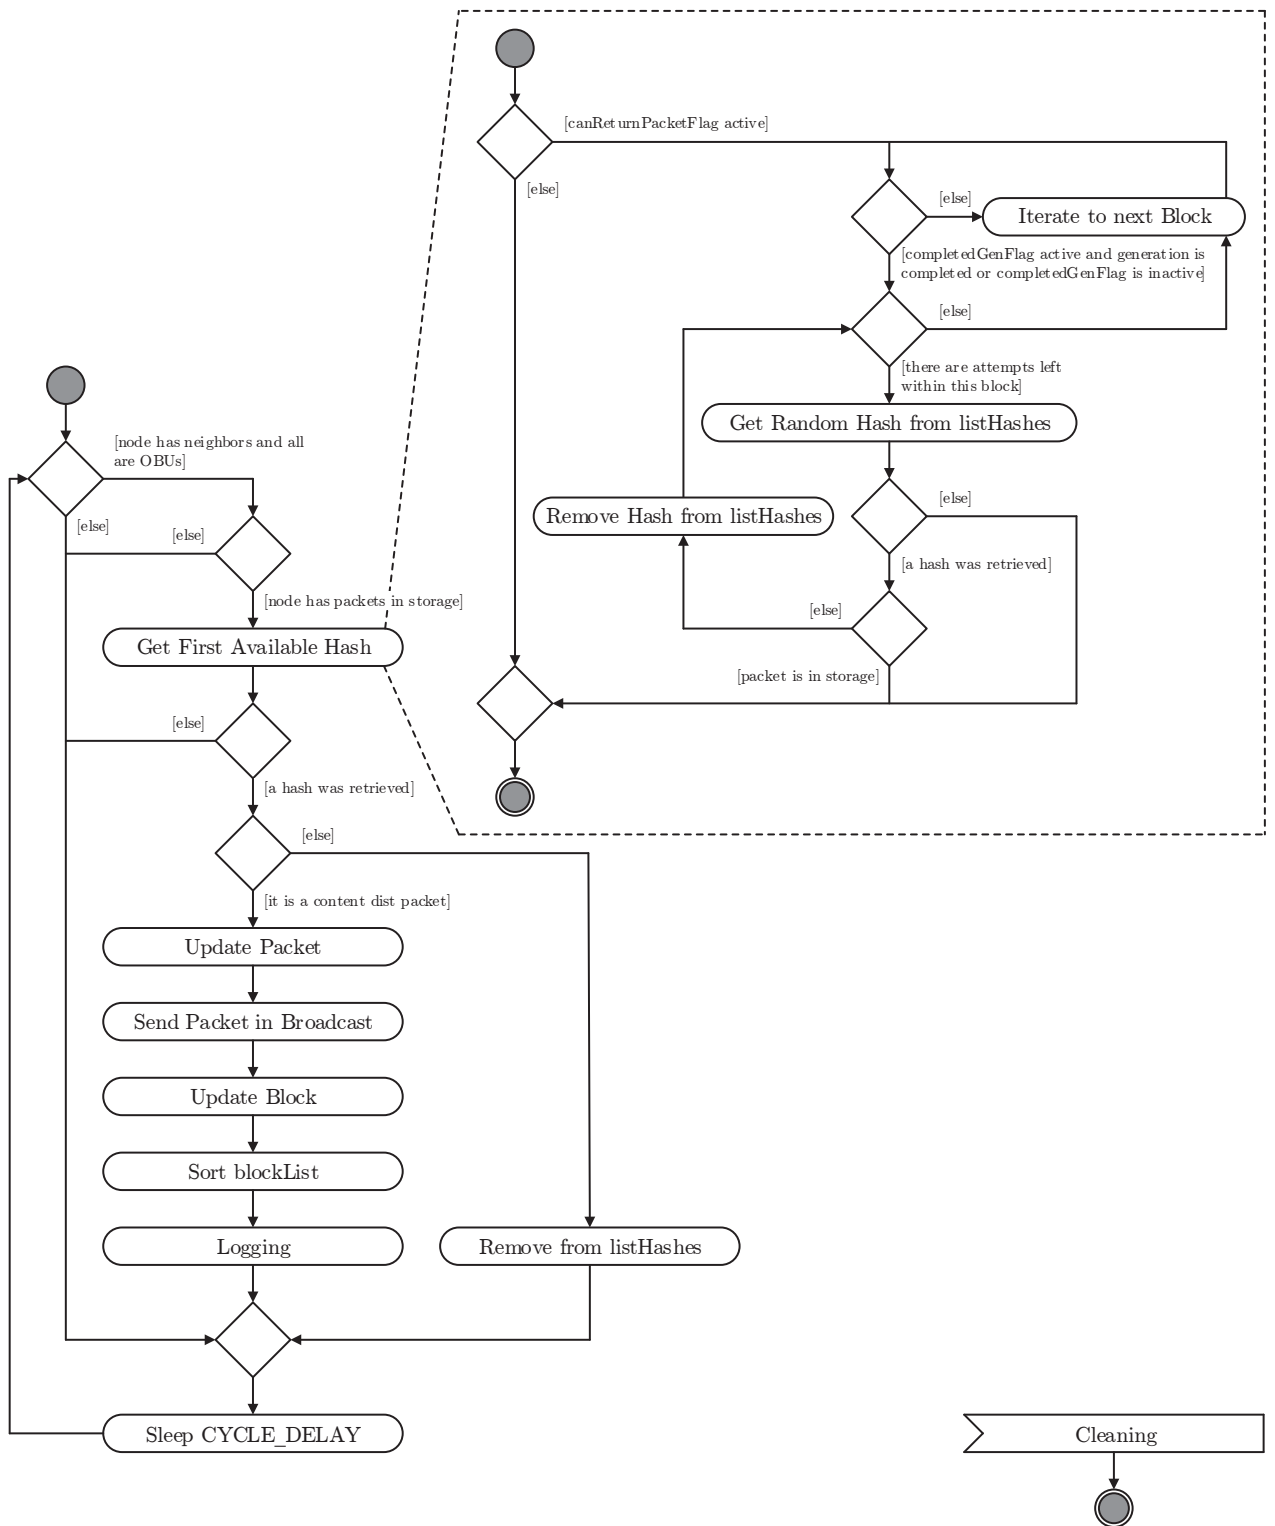 [canReturnPacketFlag active]
[else]
[else]
Iterate to next Block
[completedGenFlag active and generation is
completed or completedGenFlag is inactive]
[else]
[there are attempts left
within this block]
Get Random Hash from listHashes
[else]
Remove Hash from listHashes
[a hash was retrieved]
[else]
[packet is in storage]
[node has neighbors and all
are OBUs]
[else]
[else]
[node has packets in storage]
Get First Available Hash
[else]
[a hash was retrieved]
[else]
[it is a content dist packet]
Update Packet
Send Packet in Broadcast
Update Block
Sort blockList
Logging
Remove from listHashes
Sleep CYCLE_DELAY
Cleaning